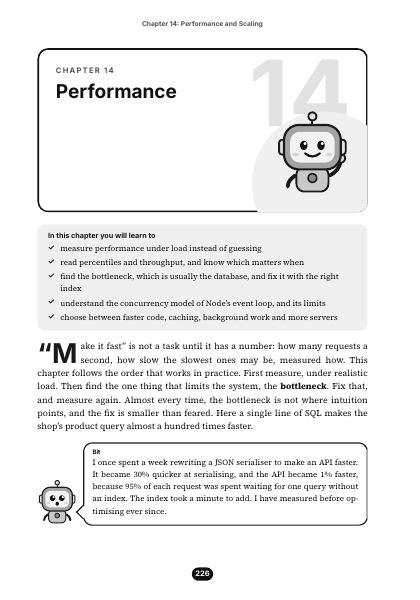 Chapter 14: Performance and Scaling
CHAPTER 14
Performance
14
In this chapter you will learn to
✓ measure performance under load instead of guessing
✓ read percentiles and throughput, and know which matters when
✓ find the bottleneck, which is usually the database, and fix it with the right
index
✓ understand the concurrency model of Node's event loop, and its limits
✓ choose between faster code, caching, background work and more servers
“Make it fast” is not a task until it has a number: how many requests a
second, how slow the slowest ones may be, measured how. This
chapter follows the order that works in practice. First measure, under realistic
load. Then find the one thing that limits the system, the bottleneck. Fix that,
and measure again. Almost every time, the bottleneck is not where intuition
points, and the fix is smaller than feared. Here a single line of SQL makes the
shop's product query almost a hundred times faster.
Bit
I once spent a week rewriting a JSON serialiser to make an API faster.
It became 30% quicker at serialising, and the API became 1% faster,
because 95% of each request was spent waiting for one query without
an index. The index took a minute to add. I have measured before op-
timising ever since.
226